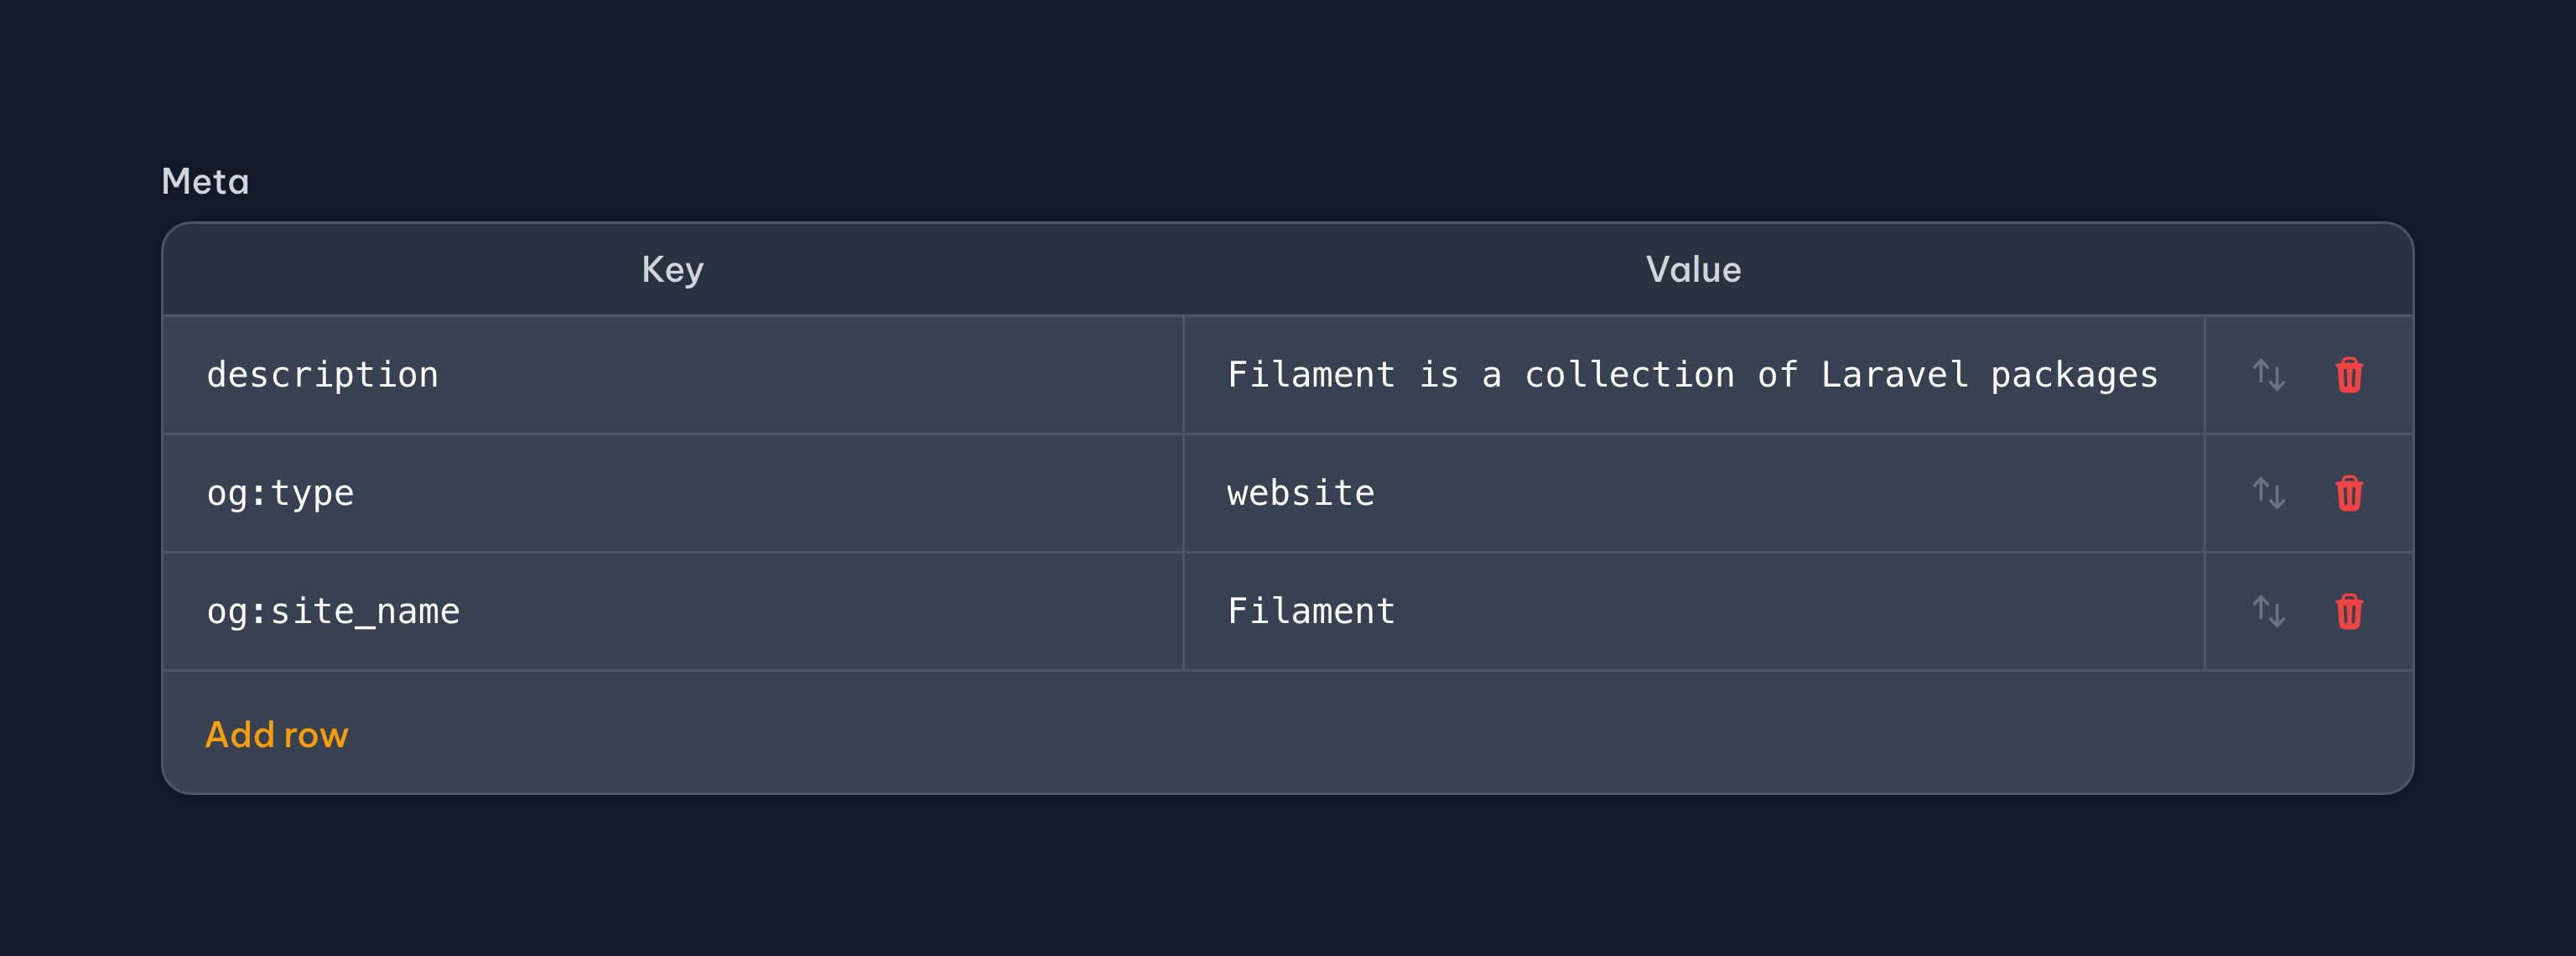 Meta
Key Value
description Filament is a collection of Laravel packages
og:type website
og:site_name Filament
Add row